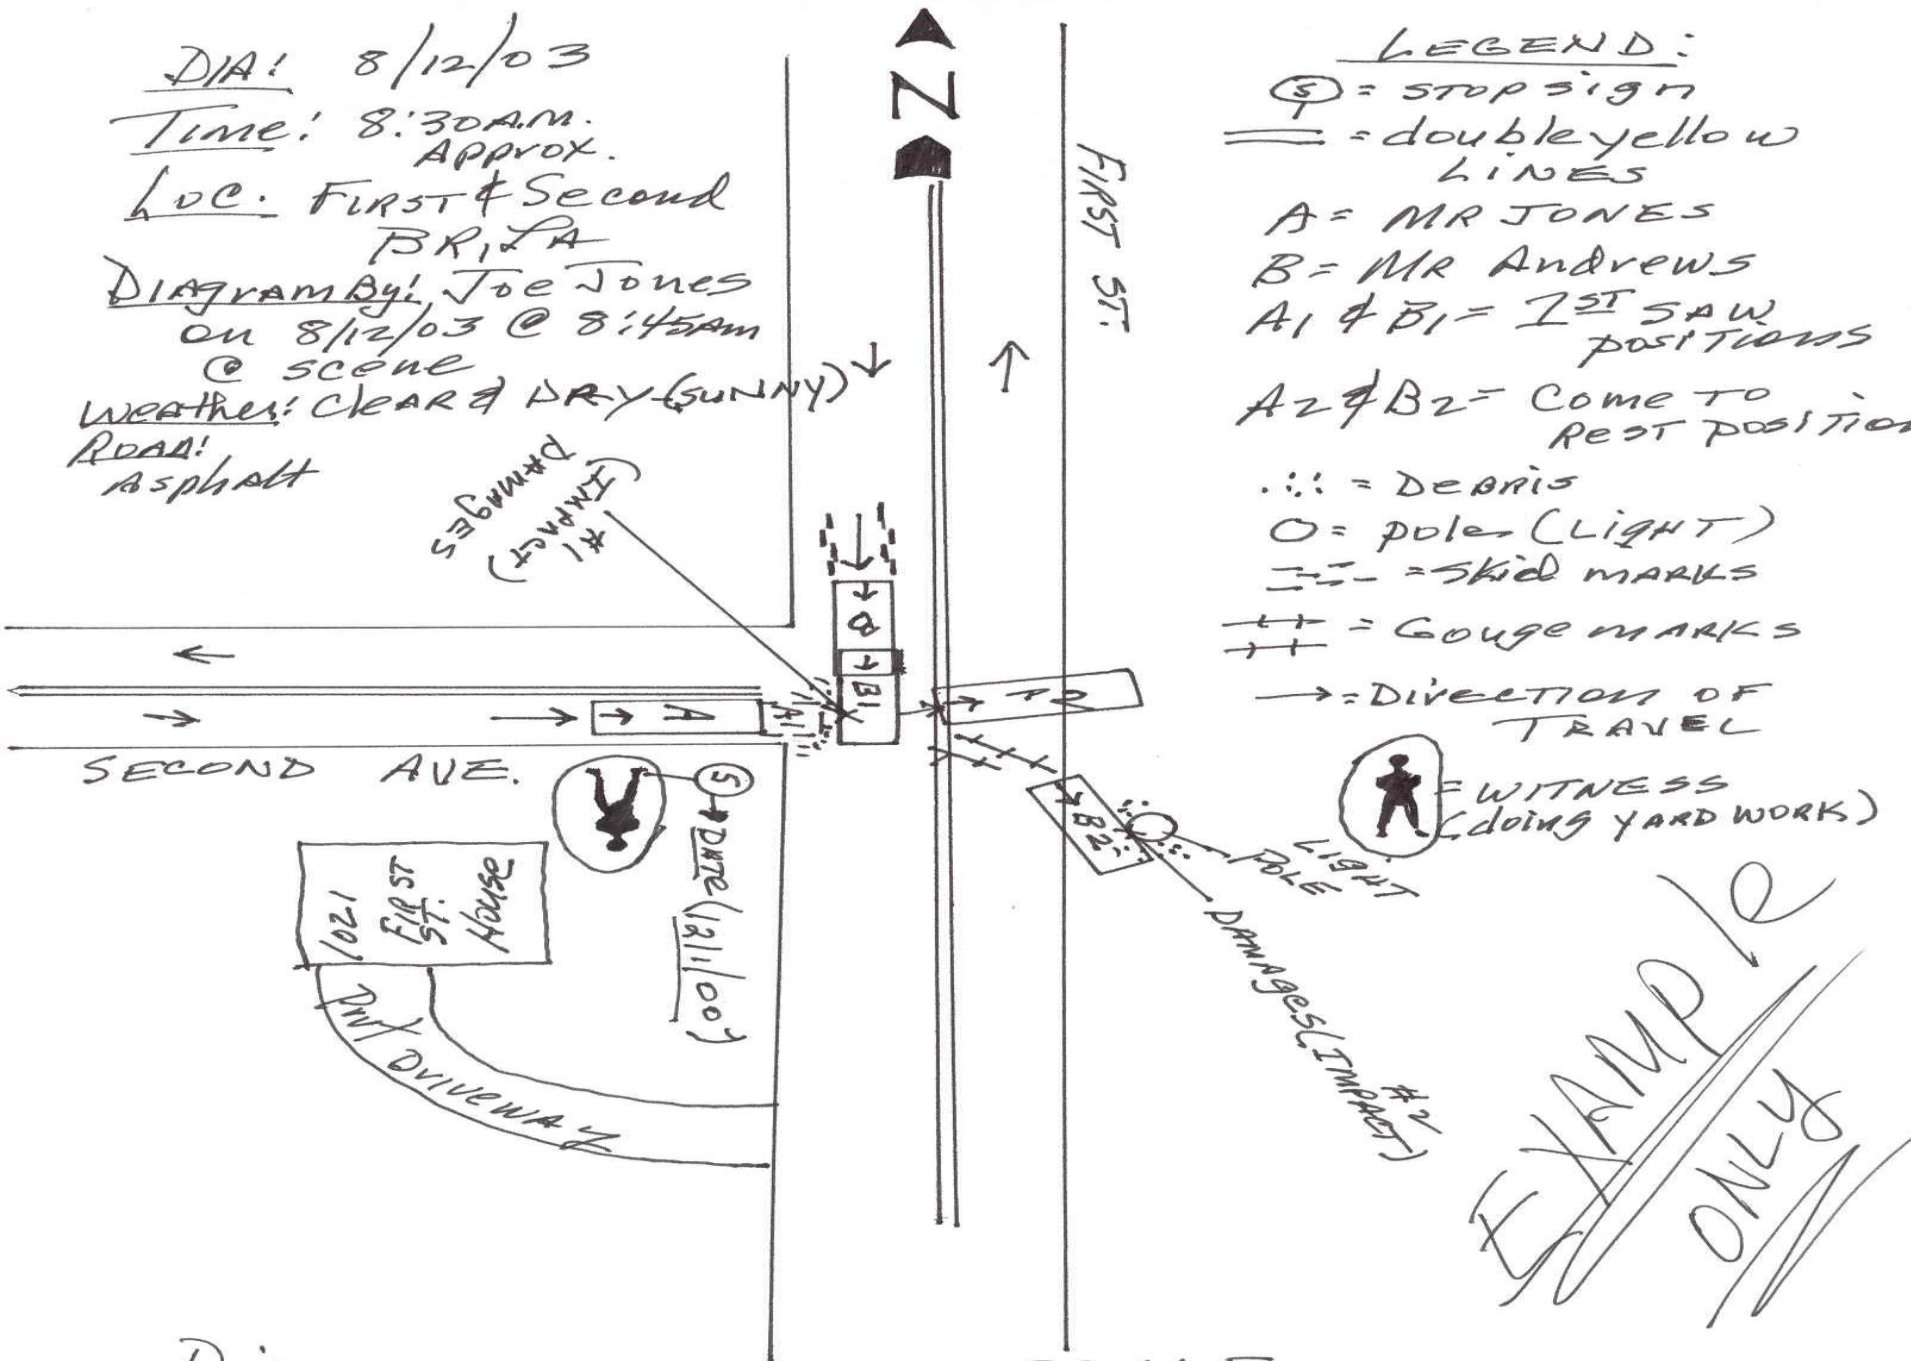 DIA: 8/12/03
Time: 8:30 A.M.
Approx.
Loc. FIRST & Second
BR, LA
Diagram By: Joe Jones
on 8/12/03 @ 8:45am
@ scene
Weather: Clear & DRY (SUNNY)
ROAD:
Asphalt
N
FIRST ST.
LEGEND:
S = STOP sign
= double yellow
LINES
A = MR JONES
B = MR Andrews
A1 & B1 = 1ST SAW
positions
A2 & B2 = Come TO
Rest POSITION
= DEBRIS
O = pole (LIGHT)
= Skid MARKS
= Gouge MARKS
→ = Direction OF
TRAVEL
= WITNESS
(doing YARD WORK)
DAMAGES
(IMPACT)
#1
B
B1
A
A1
A2
B2
SECOND AVE.
S
DATE (12/1/00)
1021
FIRST
ST.
House
Pvt Driveway
LIGHT
POLE
DAMAGES (IMPACT)
#2
EXAMPLE
ONLY